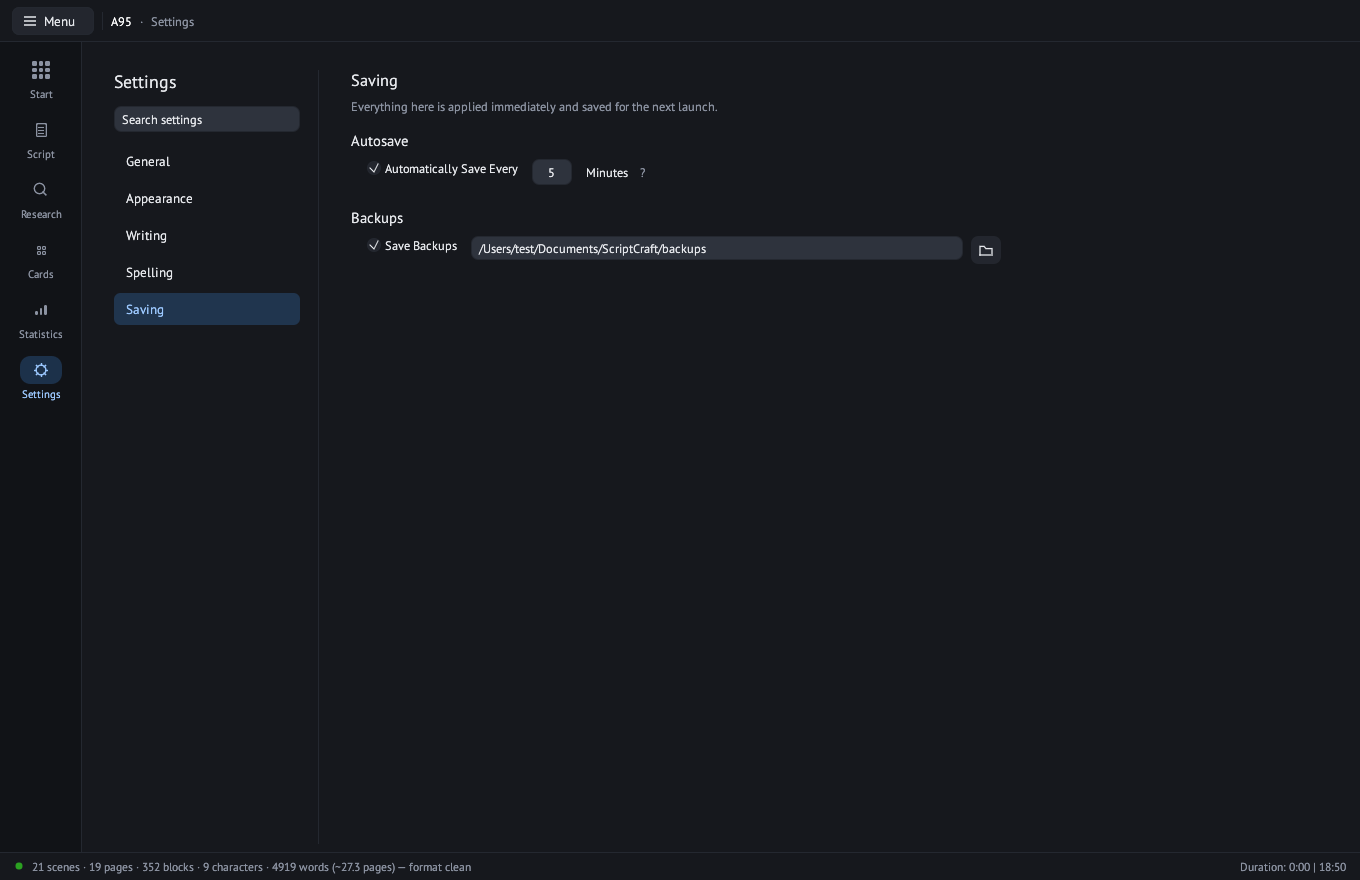 Menu
A95 · Settings
Start
Script
Research
Cards
Statistics
Settings
Settings
Search settings
General
Appearance
Writing
Spelling
Saving
Saving
Everything here is applied immediately and saved for the next launch.
Autosave
Automatically Save Every 5 Minutes ?
Backups
Save Backups /Users/test/Documents/ScriptCraft/backups
21 scenes · 19 pages · 352 blocks · 9 characters · 4919 words (~27.3 pages) — format clean
Duration: 0:00 | 18:50